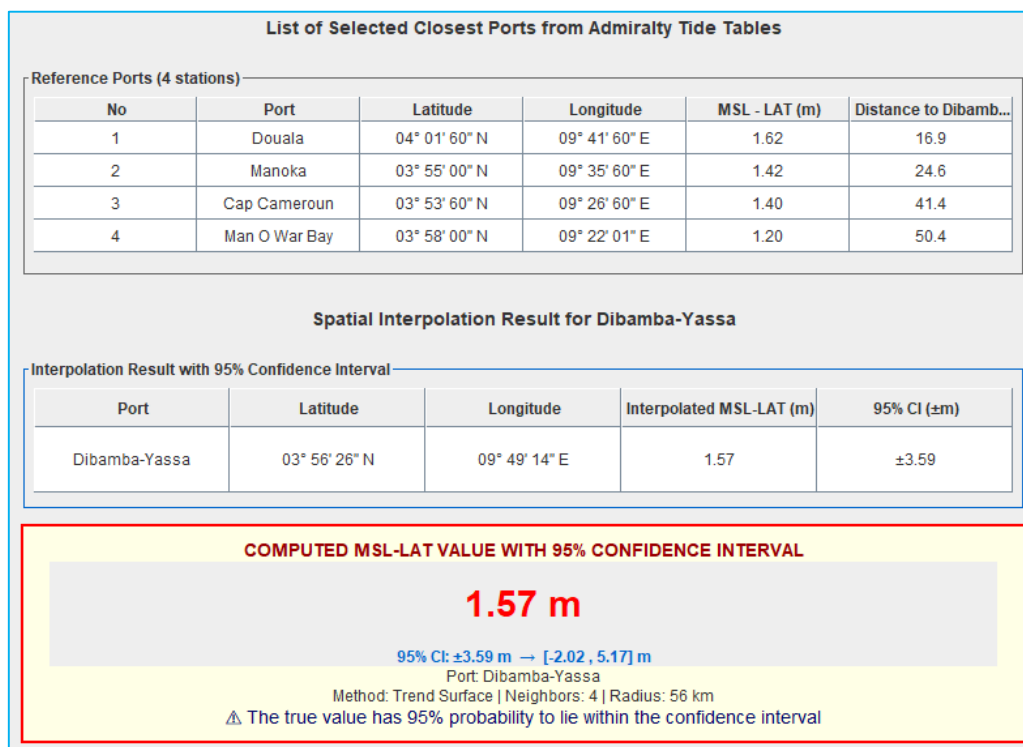 List of Selected Closest Ports from Admiralty Tide Tables
Reference Ports (4 stations)
No Port Latitude Longitude MSL - LAT (m) Distance to Dibamb...
1 Douala 04° 01' 60" N 09° 41' 60" E 1.62 16.9
2 Manoka 03° 55' 00" N 09° 35' 60" E 1.42 24.6
3 Cap Cameroun 03° 53' 60" N 09° 26' 60" E 1.40 41.4
4 Man O War Bay 03° 58' 00" N 09° 22' 01" E 1.20 50.4
Spatial Interpolation Result for Dibamba-Yassa
Interpolation Result with 95% Confidence Interval
Port Latitude Longitude Interpolated MSL-LAT (m) 95% CI (±m)
Dibamba-Yassa 03° 56' 26" N 09° 49' 14" E 1.57 ±3.59
COMPUTED MSL-LAT VALUE WITH 95% CONFIDENCE INTERVAL
1.57 m
95% CI: ±3.59 m → [-2.02 , 5.17] m
Port: Dibamba-Yassa
Method: Trend Surface | Neighbors: 4 | Radius: 56 km
⚠ The true value has 95% probability to lie within the confidence interval